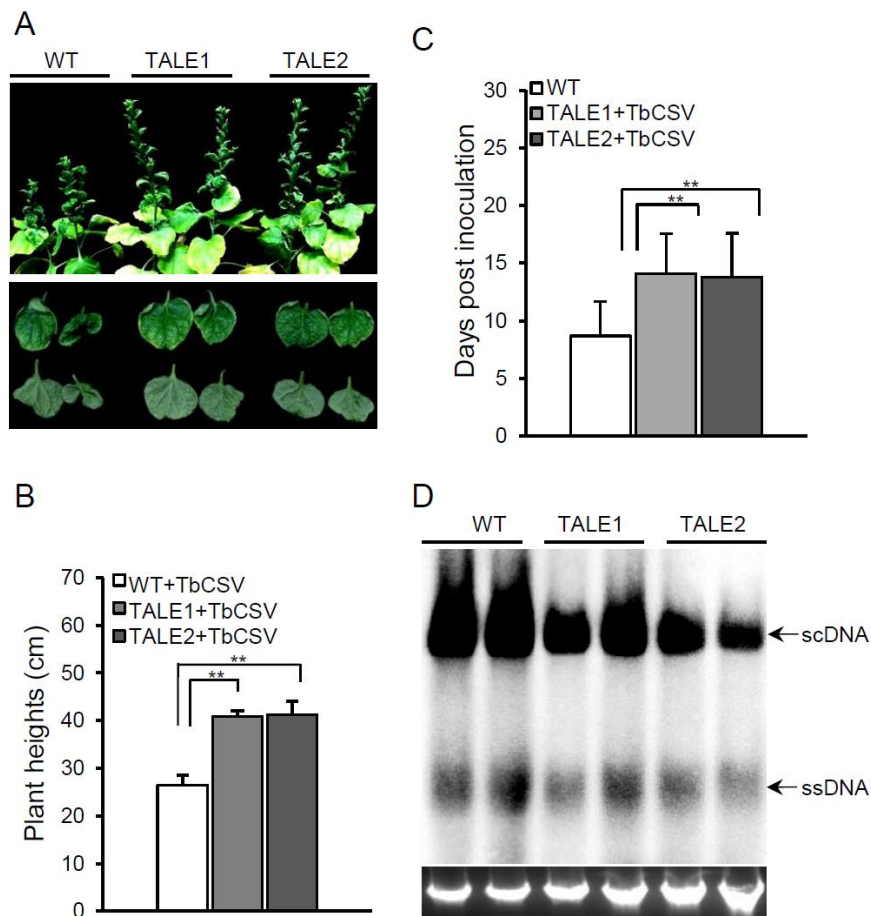 A
WT TALE1 TALE2
C
WT
TALE1+TbCSV
TALE2+TbCSV
**
**
Days post inoculation
30
25
20
15
10
5
0
B
WT+TbCSV
TALE1+TbCSV
TALE2+TbCSV
**
**
Plant heights (cm)
70
60
50
40
30
20
10
0
D
WT TALE1 TALE2
scDNA
ssDNA